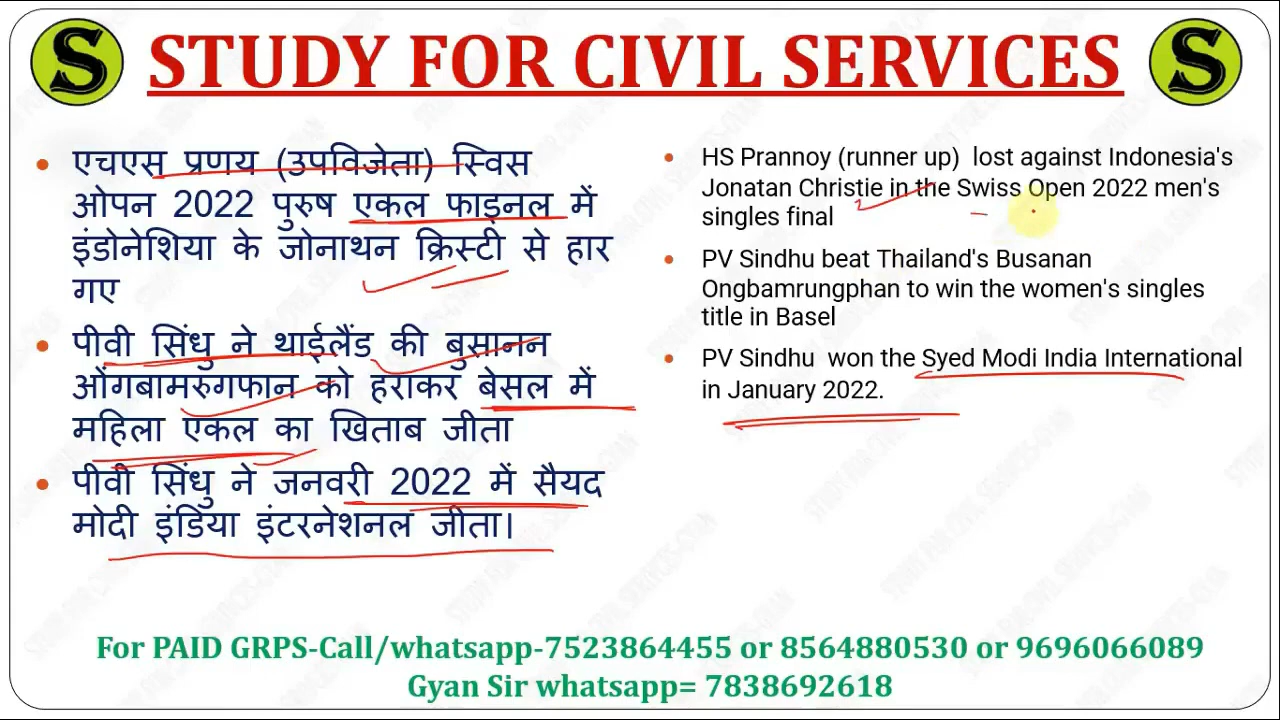 S STUDY FOR CIVIL SERVICES S
एचएस प्रणय (उपविजेता) स्विस
ओपन 2022 पुरुष एकल फाइनल में
इंडोनेशिया के जोनाथन क्रिस्टी से हार
गए
पीवी सिंधु ने थाईलैंड की बुसानन
ओंगबामरुगफान को हराकर बेसल में
महिला एकल का खिताब जीता
पीवी सिंधु ने जनवरी 2022 में सैयद
मोदी इंडिया इंटरनेशनल जीता।
HS Prannoy (runner up) lost against Indonesia's
Jonatan Christie in the Swiss Open 2022 men's
singles final
PV Sindhu beat Thailand's Busanan
Ongbamrungphan to win the women's singles
title in Basel
PV Sindhu won the Syed Modi India International
in January 2022.
For PAID GRPS-Call/whatsapp-7523864455 or 8564880530 or 9696066089
Gyan Sir whatsapp= 7838692618